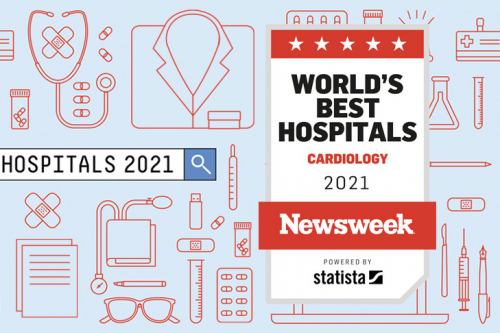 HOSPITALS 2021
WORLD'S
BEST
HOSPITALS
CARDIOLOGY
2021
Newsweek
POWERED BY
statista